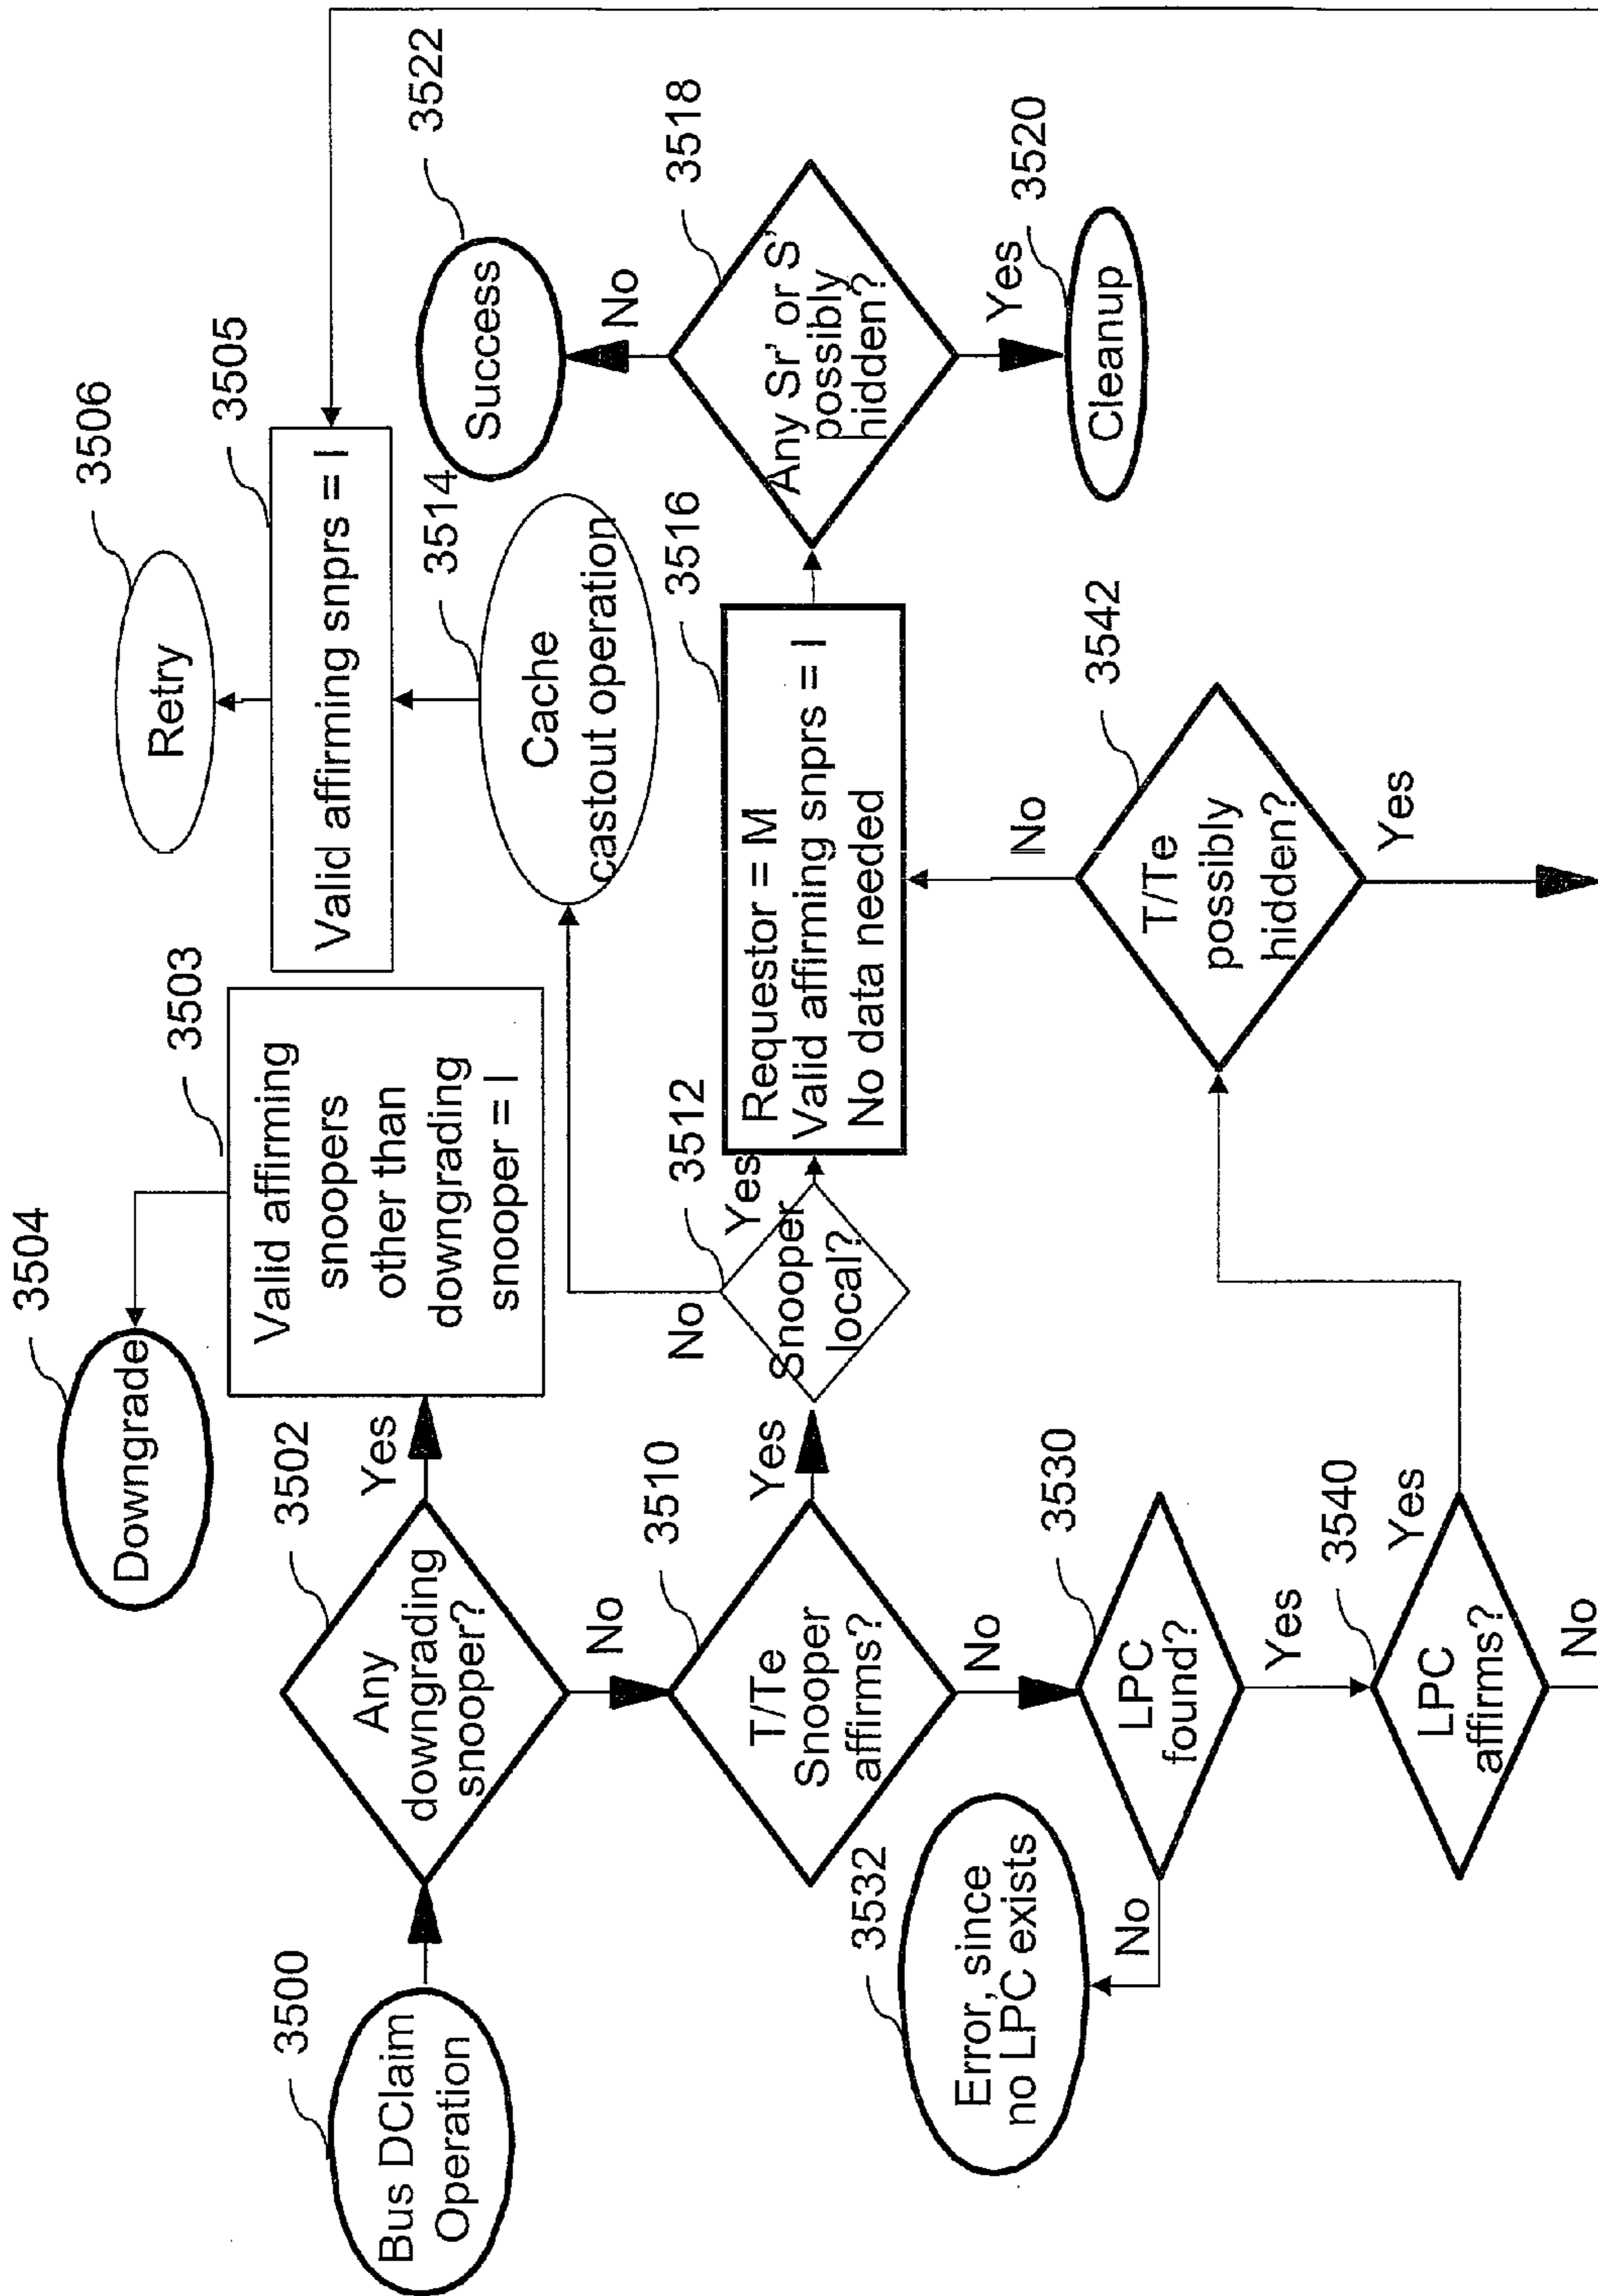 3500
Bus DClaim
Operation
3502
Any
downgrading
snooper?
Yes
No
3503
Valid affirming
snoopers
other than
downgrading
snooper = I
3504
Downgrade
3505
Valid affirming snprs = I
3506
Retry
3510
T/Te
Snooper
affirms?
Yes
No
3512
Snooper
local?
No
Yes
3514
Cache
castout operation
3516
Requestor = M
Valid affirming snprs = I
No data needed
3518
Any Sr' or S'
possibly
hidden?
No
Yes
3522
Success
3520
Cleanup
3530
LPC
found?
No
Yes
3532
Error, since
no LPC exists
3540
LPC
affirms?
Yes
No
3542
T/Te
possibly
hidden?
No
Yes